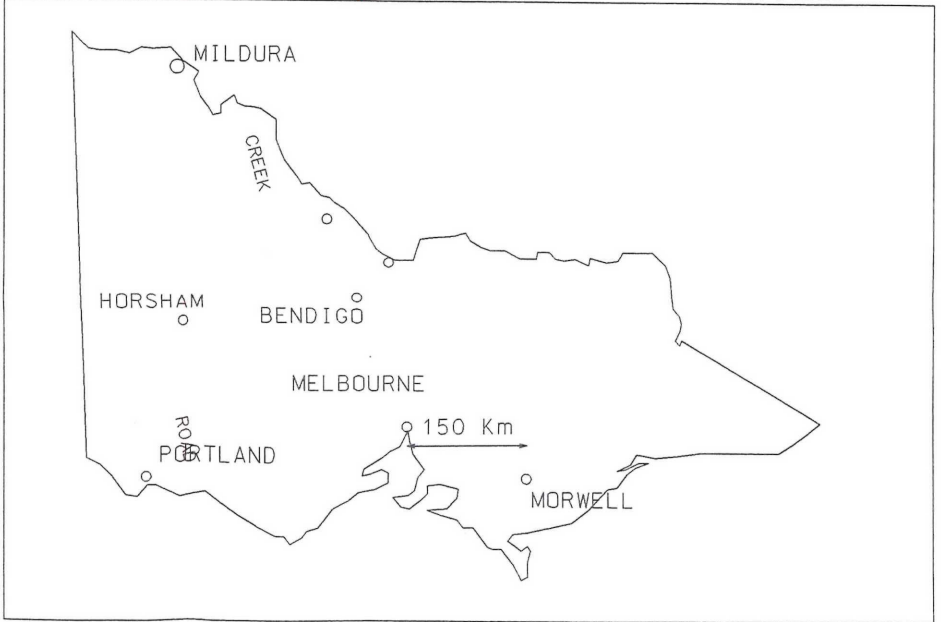 MILDURA
CREEK
HORSHAM
BENDIGO
MELBOURNE
ROAD
PORTLAND
150 Km
MORWELL